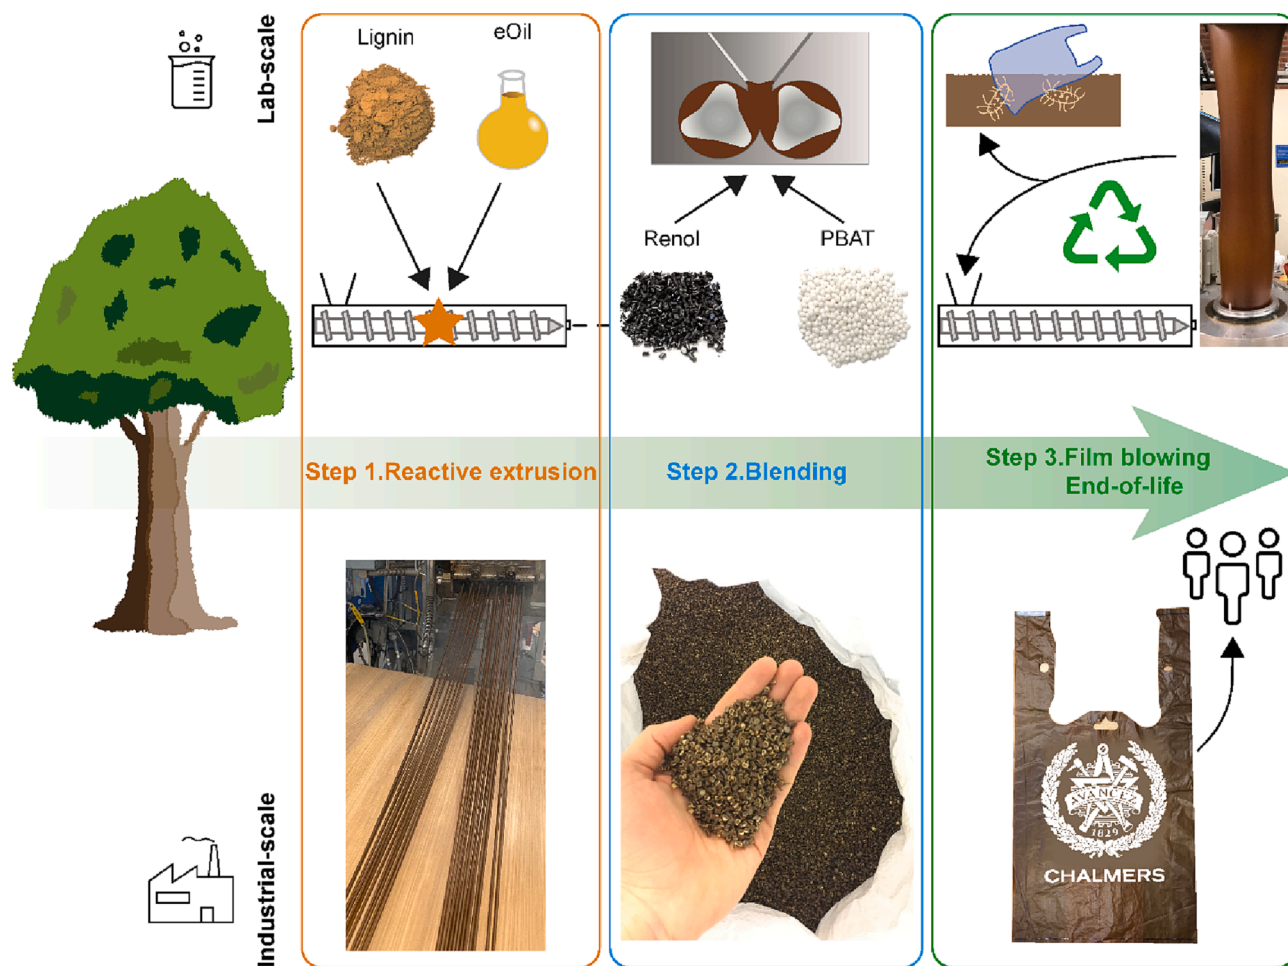 Lab-scale
Lignin
eOil
Renol
PBAT
Step 1.Reactive extrusion
Step 2.Blending
Step 3.Film blowing
End-of-life
Industrial-scale
AVANCEZ
1829
CHALMERS